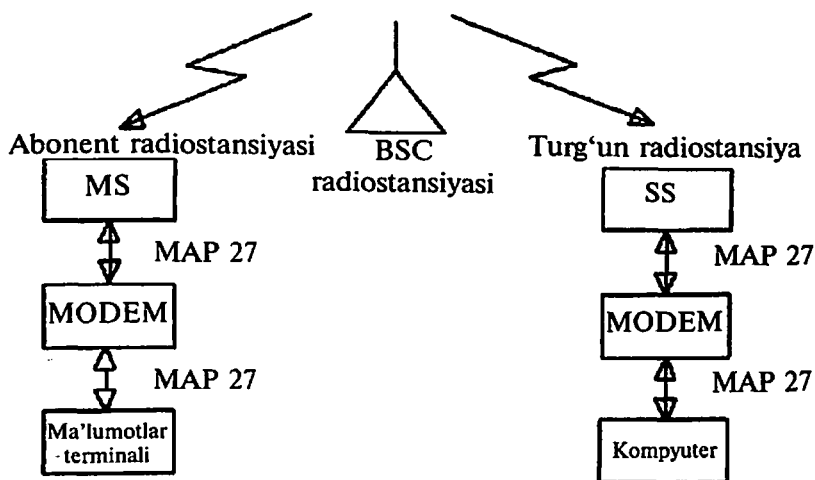 Abonent radiostansiyasi
MS
MAP 27
MODEM
MAP 27
Ma'lumotlar
terminali
BSC
radiostansiyasi
Turg‘un radiostansiya
SS
MAP 27
MODEM
MAP 27
Kompyuter